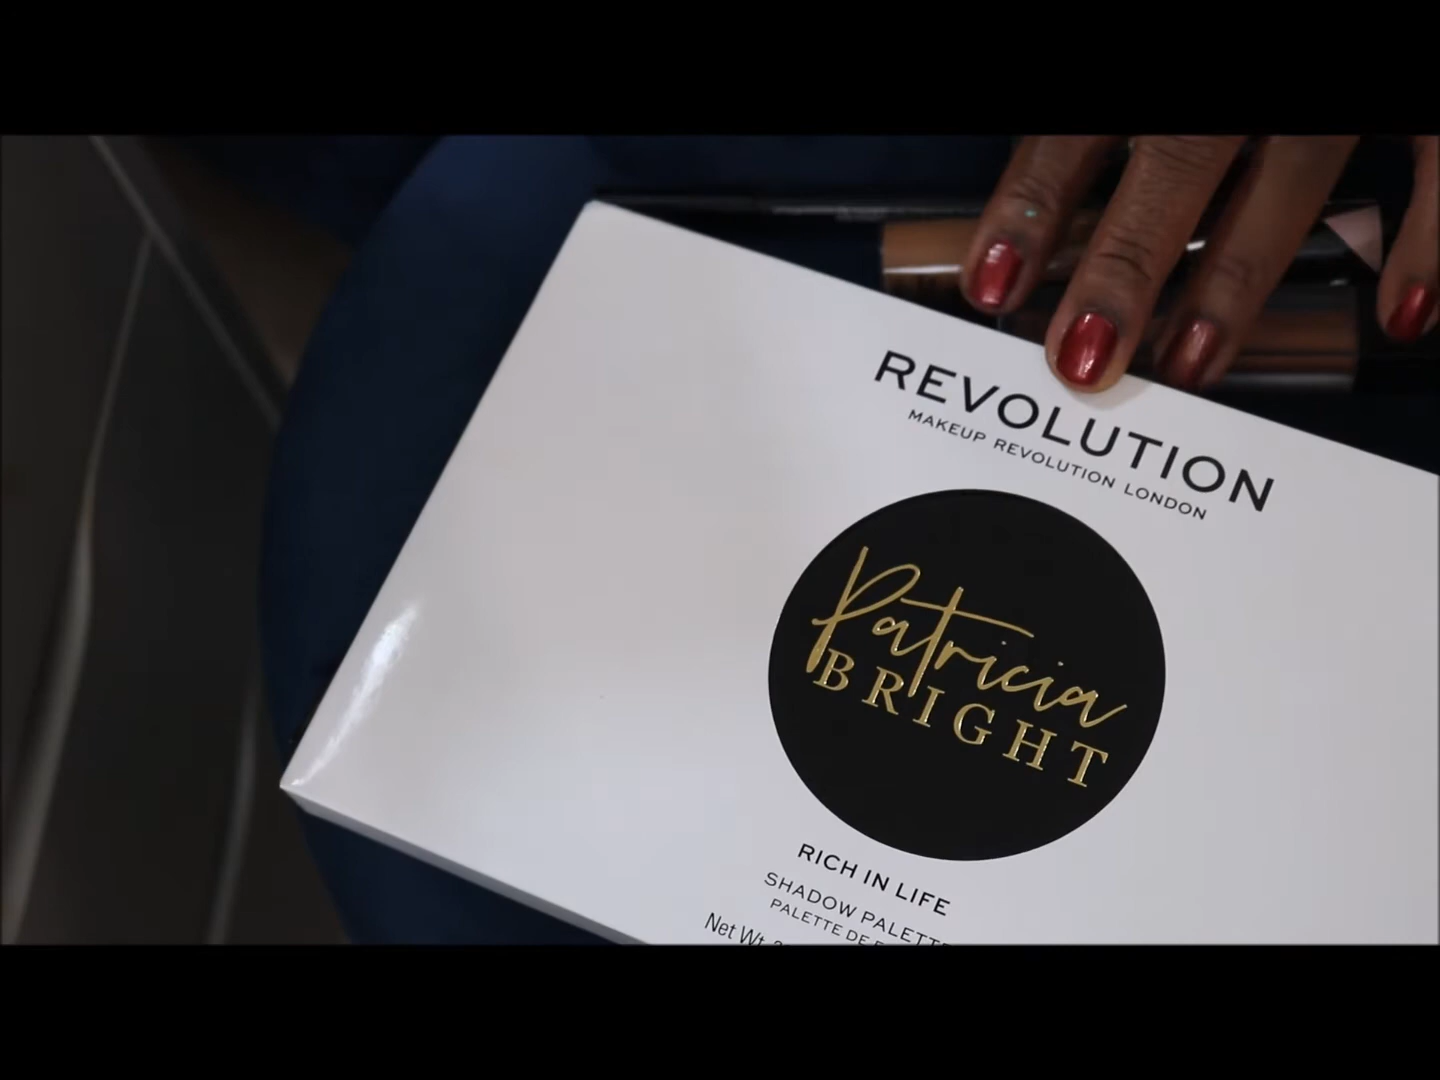 REVOLUTION
MAKEUP REVOLUTION LONDON
Patricia
BRIGHT
RICH IN LIFE
SHADOW PALETTE
PALETTE DE
Net Wt.